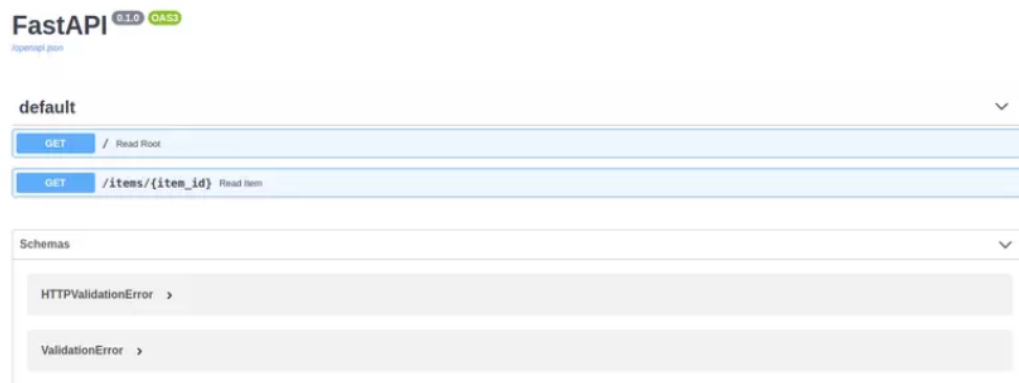 FastAPI 0.1.0 OAS3
/openapi.json
default
GET / Read Root
GET /items/{item_id} Read Item
Schemas
HTTPValidationError
ValidationError